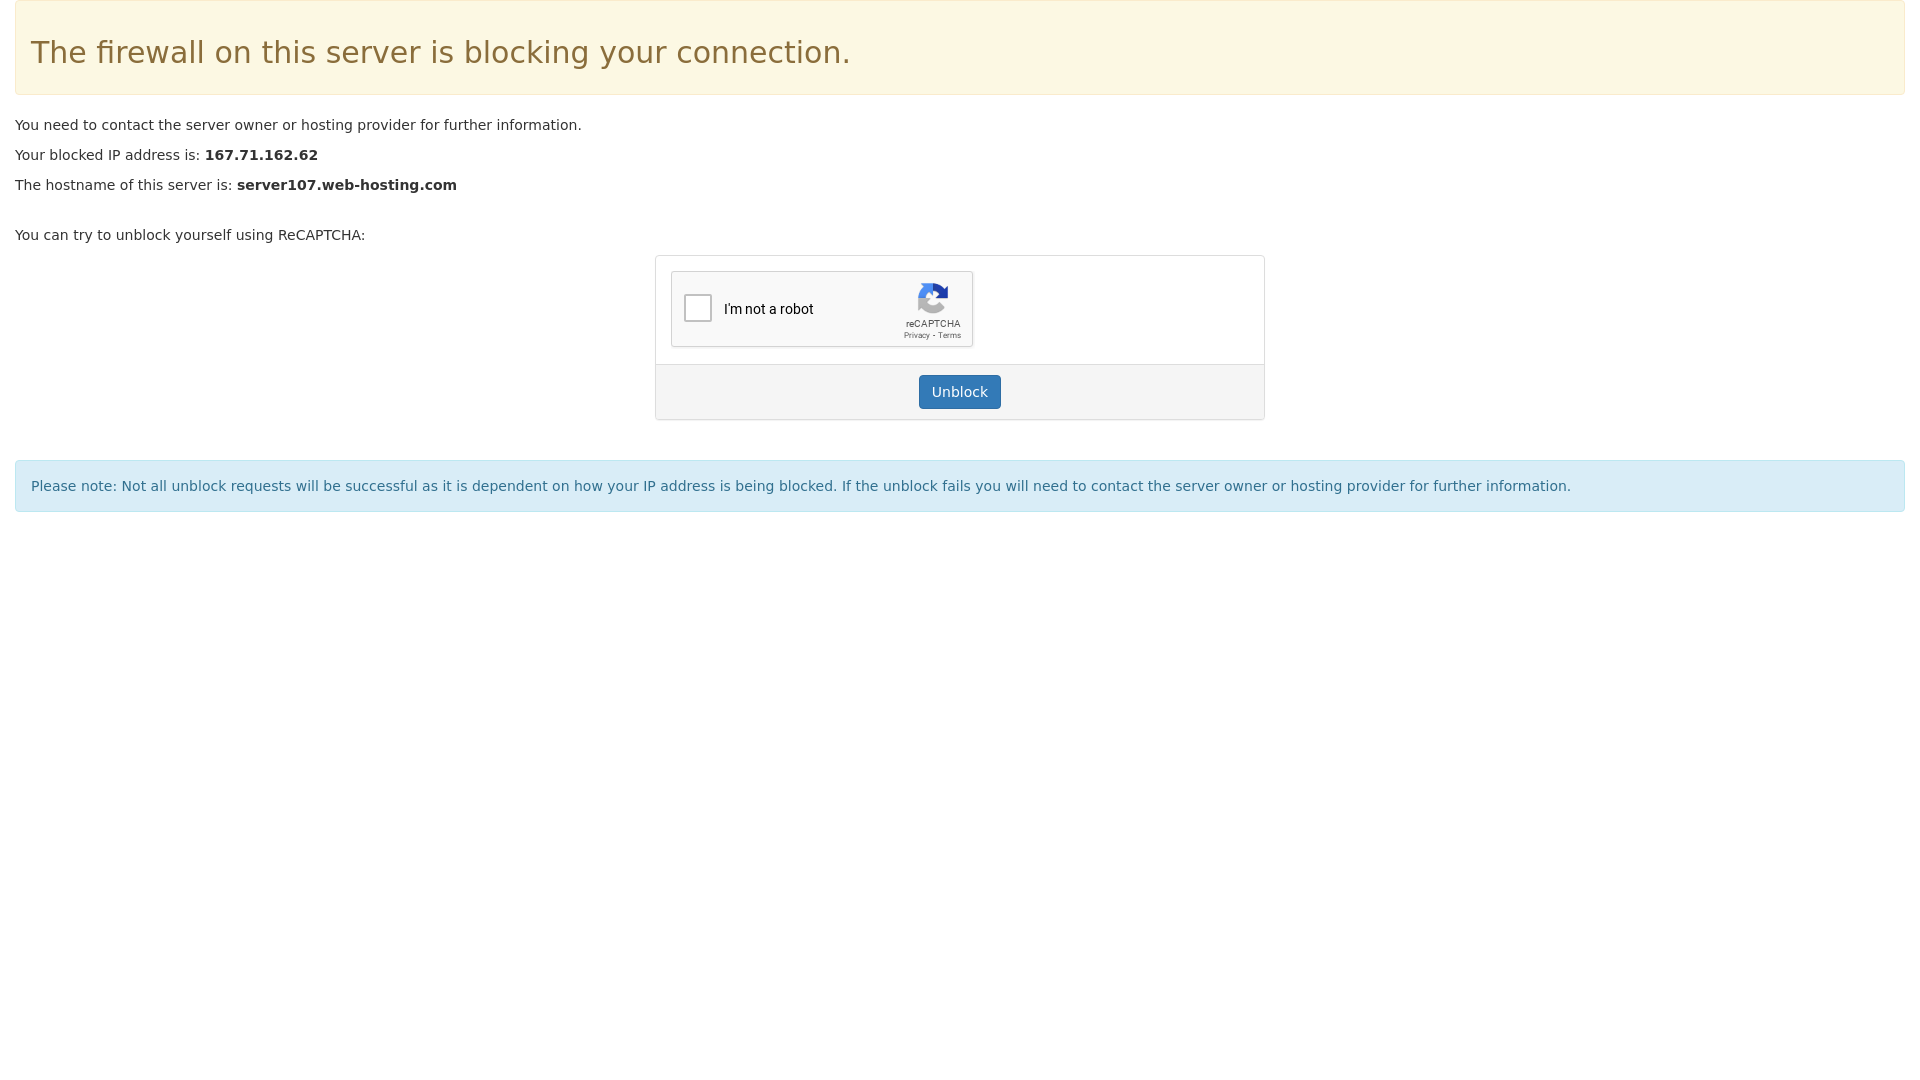 The firewall on this server is blocking your connection.
You need to contact the server owner or hosting provider for further information.
Your blocked IP address is: 167.71.162.62
The hostname of this server is: server107.web-hosting.com
You can try to unblock yourself using ReCAPTCHA:
I'm not a robot
reCAPTCHA
Privacy - Terms
Unblock
Please note: Not all unblock requests will be successful as it is dependent on how your IP address is being blocked. If the unblock fails you will need to contact the server owner or hosting provider for further information.